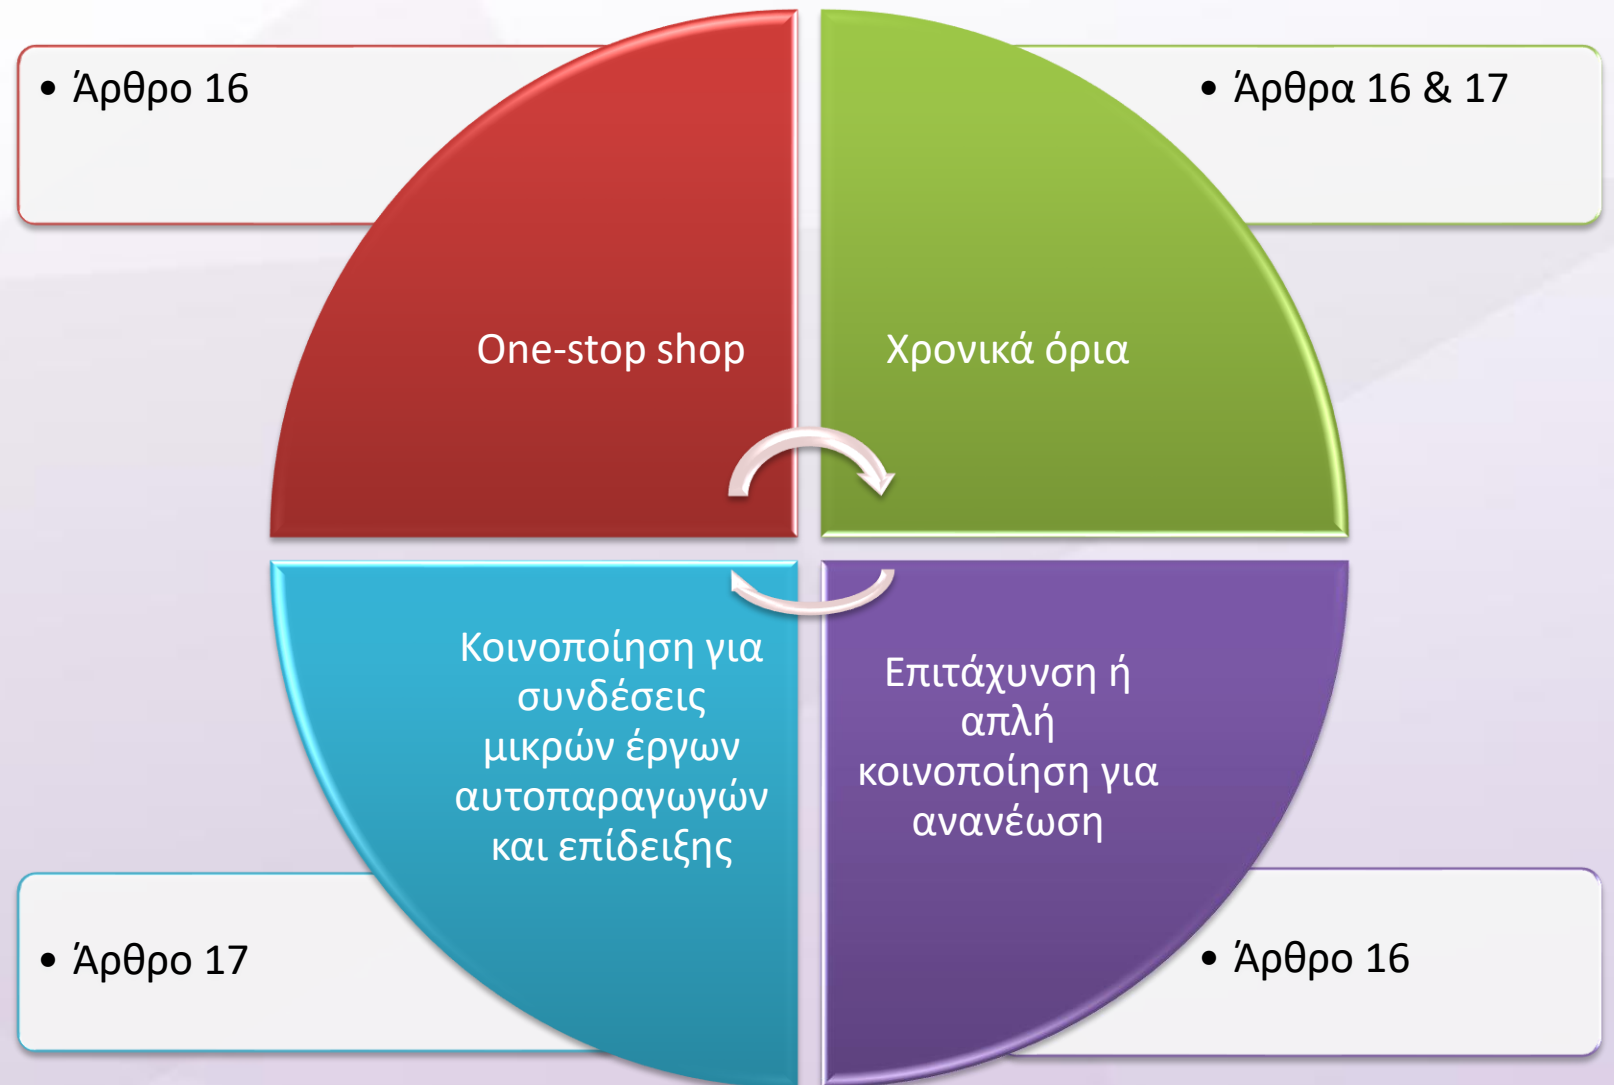 • Άρθρο 16
• Άρθρα 16 & 17
One-stop shop
Χρονικά όρια
Κοινοποίηση για
συνδέσεις
μικρών έργων
αυτοπαραγωγών
και επίδειξης
Επιτάχυνση ή
απλή
κοινοποίηση για
ανανέωση
• Άρθρο 17
• Άρθρο 16